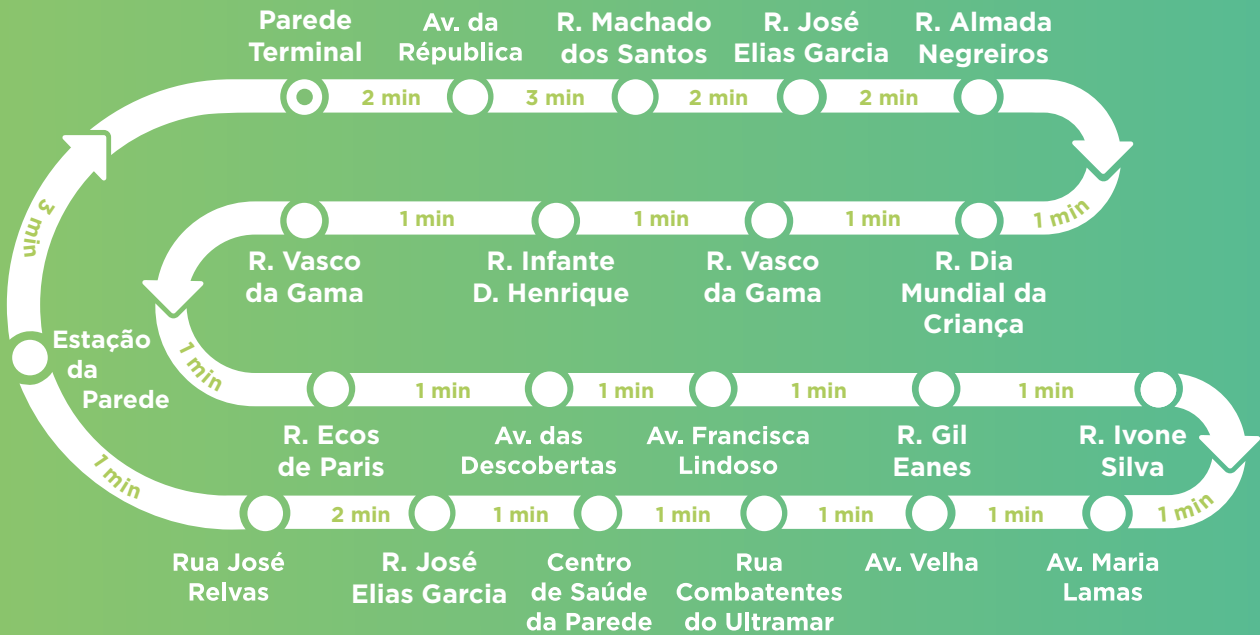 Parede
Terminal
Av. da
Républica
R. Machado
dos Santos
R. José
Elias Garcia
R. Almada
Negreiros
2 min
3 min
2 min
2 min
1 min
1 min
1 min
1 min
R. Vasco
da Gama
R. Infante
D. Henrique
R. Vasco
da Gama
R. Dia
Mundial da
Criança
3 min
Estação
da
Parede
1 min
1 min
1 min
1 min
1 min
R. Ecos
de Paris
Av. das
Descobertas
Av. Francisca
Lindoso
R. Gil
Eanes
R. Ivone
Silva
1 min
2 min
1 min
1 min
1 min
1 min
1 min
Rua José
Relvas
R. José
Elias Garcia
Centro
de Saúde
da Parede
Rua
Combatentes
do Ultramar
Av. Velha
Av. Maria
Lamas